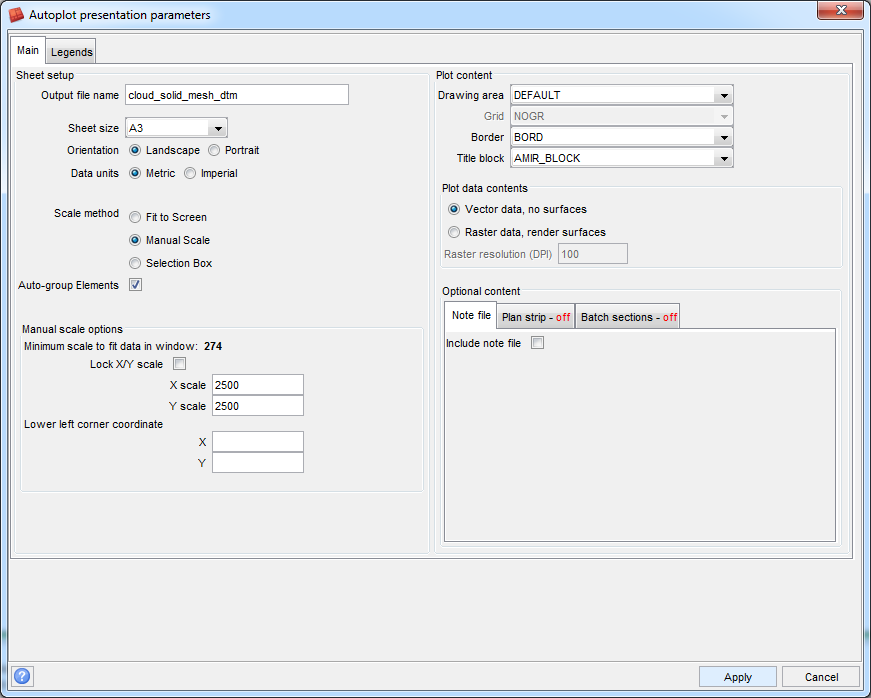 Autoplot presentation parameters
Main
Legends
Sheet setup
Output file name cloud_solid_mesh_dtm
Sheet size A3
Orientation Landscape Portrait
Data units Metric Imperial
Scale method Fit to Screen
Manual Scale
Selection Box
Auto-group Elements
Manual scale options
Minimum scale to fit data in window: 274
Lock X/Y scale
X scale 2500
Y scale 2500
Lower left corner coordinate
X
Y
Plot content
Drawing area DEFAULT
Grid NOGR
Border BORD
Title block AMIR_BLOCK
Plot data contents
Vector data, no surfaces
Raster data, render surfaces
Raster resolution (DPI) 100
Optional content
Note file Plan strip - off Batch sections - off
Include note file
?
Apply Cancel